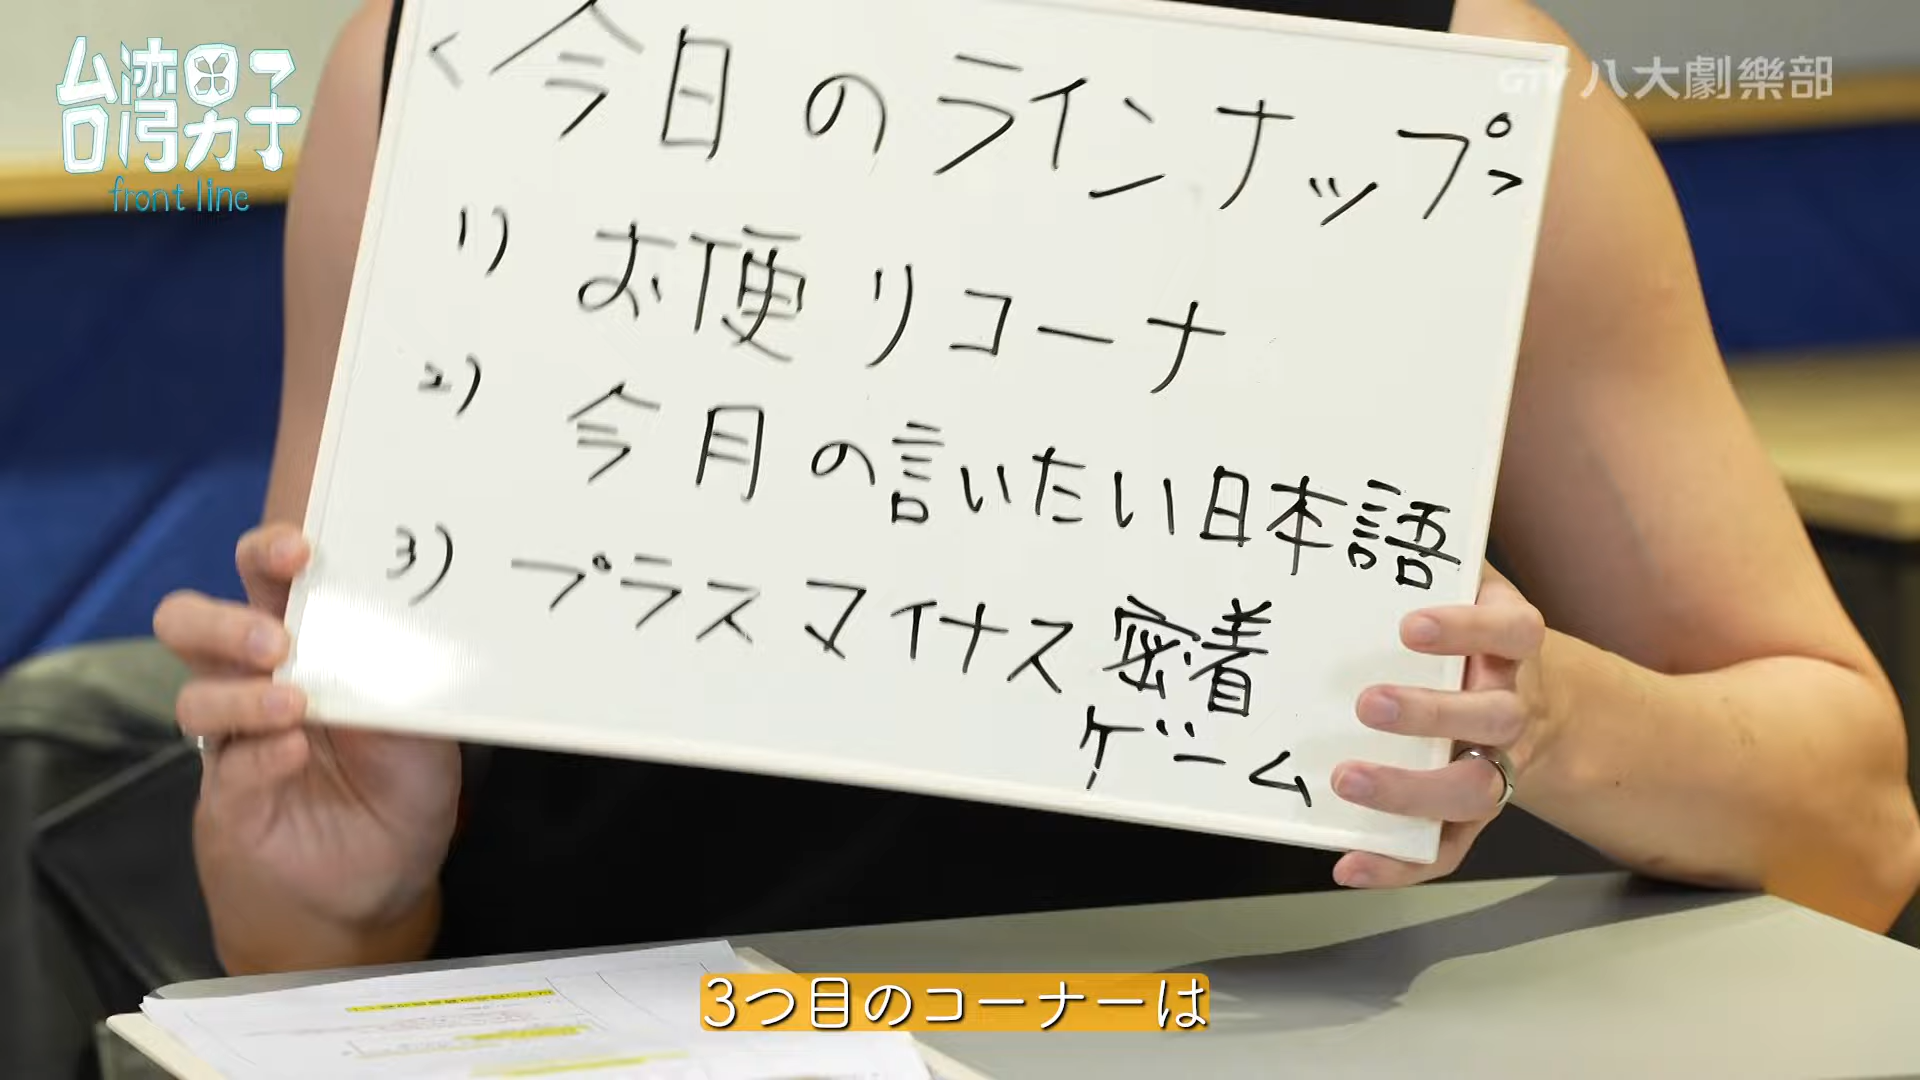 台湾男子
front line
GTV 八大劇樂部
<今日のラインナップ>
1) お便りコーナ
2) 今月の言いたい日本語
3) プラスマイナス密着
ゲーム
3つ目のコーナーは